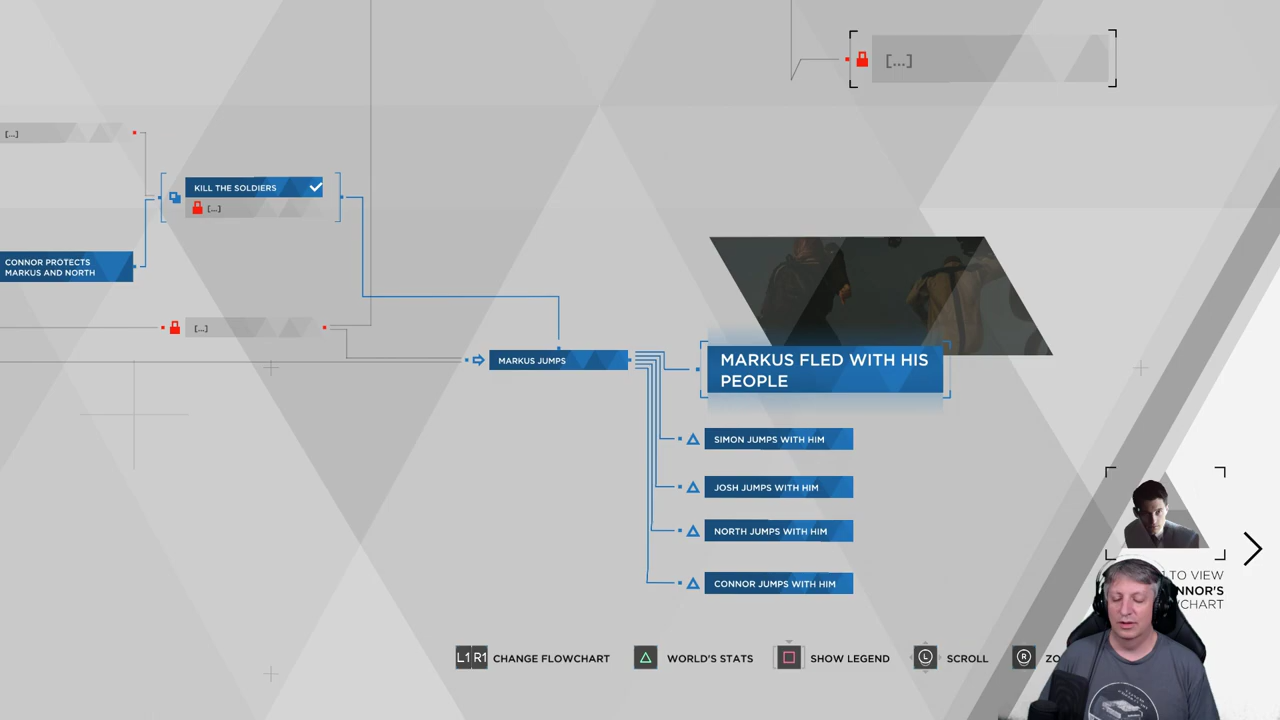 [...]
[...]
KILL THE SOLDIERS
[...]
CONNOR PROTECTS
MARKUS AND NORTH
[...]
MARKUS JUMPS
MARKUS FLED WITH HIS
PEOPLE
SIMON JUMPS WITH HIM
JOSH JUMPS WITH HIM
NORTH JUMPS WITH HIM
CONNOR JUMPS WITH HIM
TO VIEW
L1 R1 CHANGE FLOWCHART
WORLD'S STATS
SHOW LEGEND
L SCROLL
R